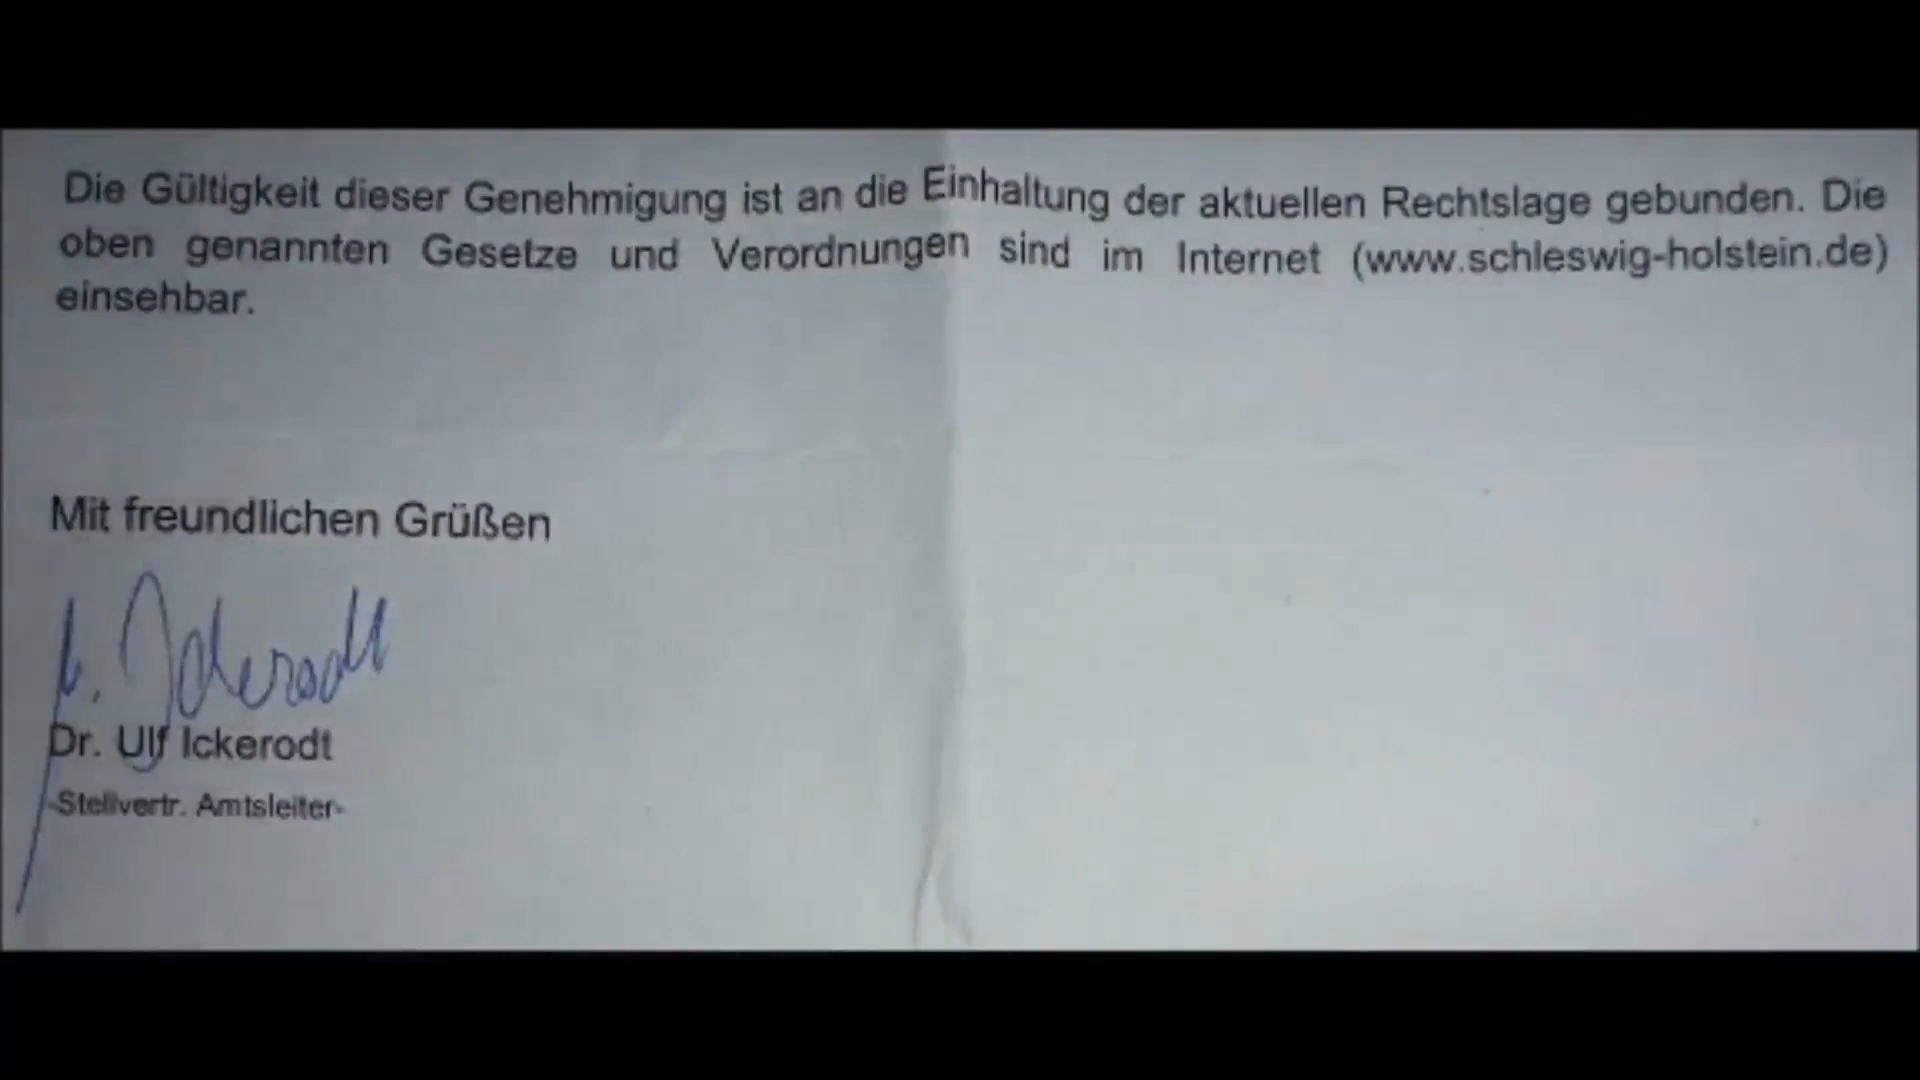 Die Gültigkeit dieser Genehmigung ist an die Einhaltung der aktuellen Rechtslage gebunden. Die
oben genannten Gesetze und Verordnungen sind im Internet (www.schleswig-holstein.de)
einsehbar.
Mit freundlichen Grüßen
Dr. Ulf Ickerodt
-Stellvertr. Amtsleiter-